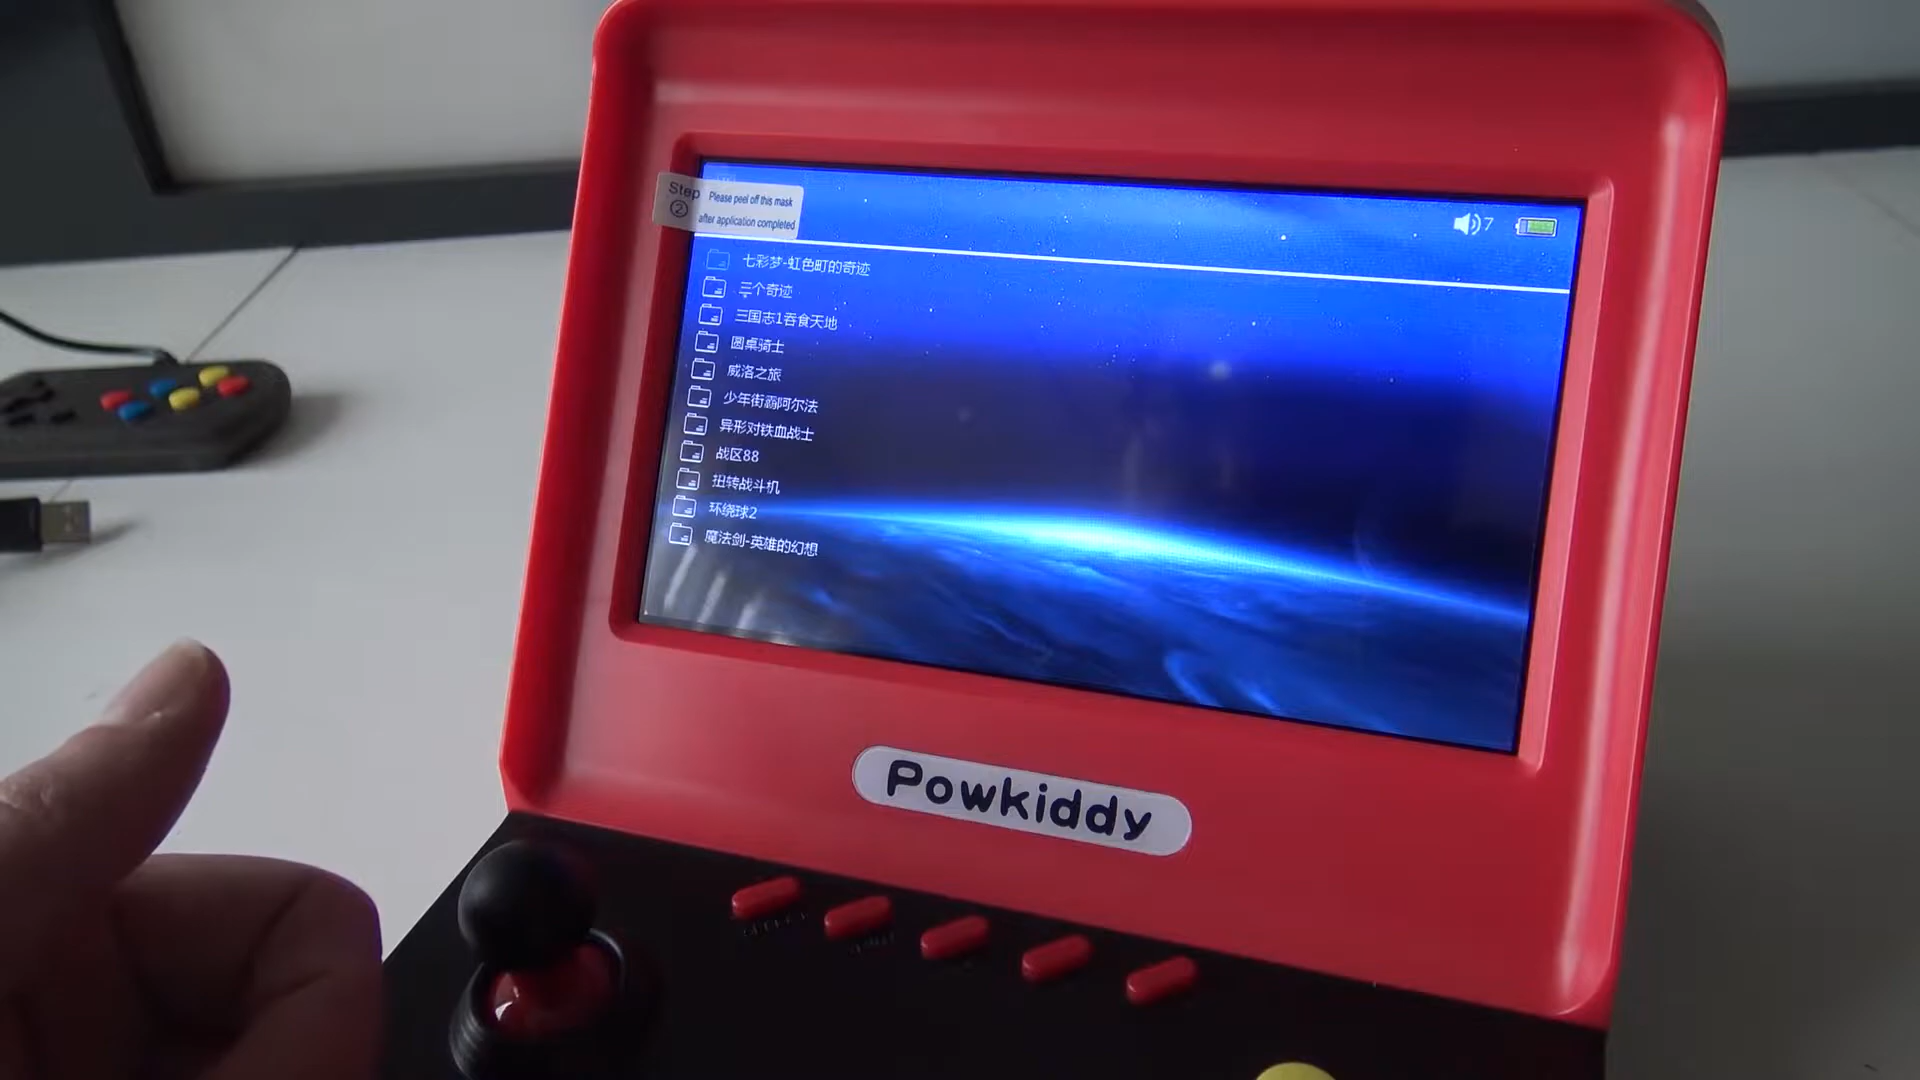 Step
② Please peel off this mask
after application completed
7
七彩梦-虹色町的奇迹
三个奇迹
三国志1吞食天地
圆桌骑士
威洛之旅
少年街霸阿尔法
异形对铁血战士
战区88
扭转战斗机
环绕球2
魔法剑-英雄的幻想
Powkiddy